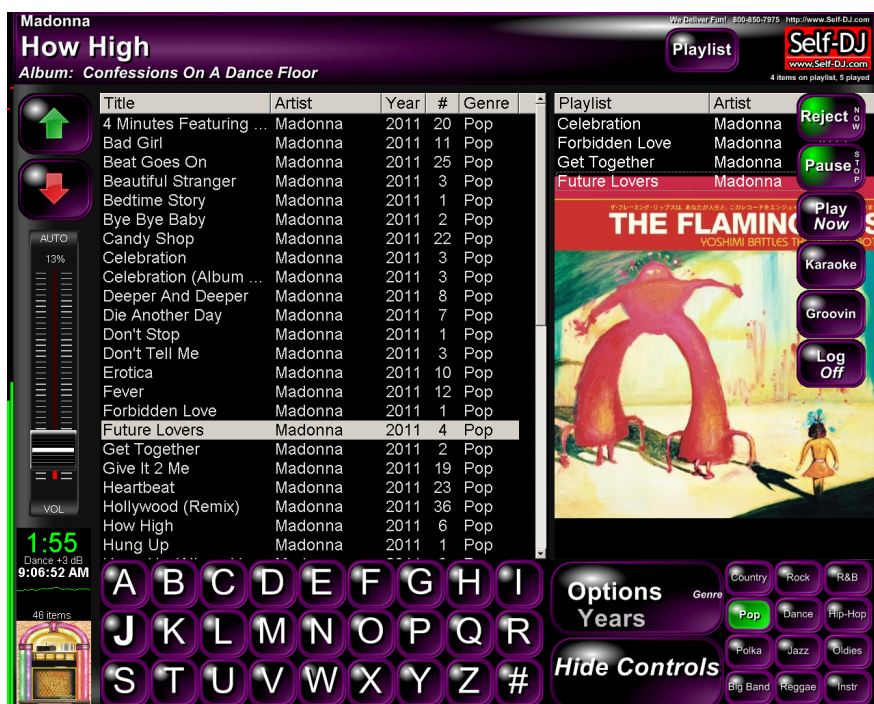 Madonna
How High
Album: Confessions On A Dance Floor
We Deliver Fun! 800-850-7975 http://www.Self-DJ.com
Playlist
Self-DJ
www.Self-DJ.com
4 items on playlist, 5 played
Title Artist Year # Genre
4 Minutes Featuring ... Madonna 2011 20 Pop
Bad Girl Madonna 2011 11 Pop
Beat Goes On Madonna 2011 25 Pop
Beautiful Stranger Madonna 2011 3 Pop
Bedtime Story Madonna 2011 1 Pop
Bye Bye Baby Madonna 2011 2 Pop
Candy Shop Madonna 2011 22 Pop
Celebration Madonna 2011 3 Pop
Celebration (Album ... Madonna 2011 3 Pop
Deeper And Deeper Madonna 2011 8 Pop
Die Another Day Madonna 2011 7 Pop
Don't Stop Madonna 2011 1 Pop
Don't Tell Me Madonna 2011 3 Pop
Erotica Madonna 2011 10 Pop
Fever Madonna 2011 12 Pop
Forbidden Love Madonna 2011 1 Pop
Future Lovers Madonna 2011 4 Pop
Get Together Madonna 2011 2 Pop
Give It 2 Me Madonna 2011 19 Pop
Heartbeat Madonna 2011 23 Pop
Hollywood (Remix) Madonna 2011 36 Pop
How High Madonna 2011 6 Pop
Hung Up Madonna 2011 1 Pop
Playlist Artist
Celebration Madonna
Forbidden Love Madonna
Get Together Madonna
Future Lovers Madonna
THE FLAMING
YOSHIMI BATTLES
Reject NOW
Pause STOP
Play
Now
Karaoke
Groovin
Log
Off
AUTO
13%
VOL
1:55
Dance +3 dB
9:06:52 AM
46 items
A B C D E F G H I
J K L M N O P Q R
S T U V W X Y Z #
Options
Years
Hide Controls
Genre
Country Rock R&B
Pop Dance Hip-Hop
Polka Jazz Oldies
Big Band Reggae Instr